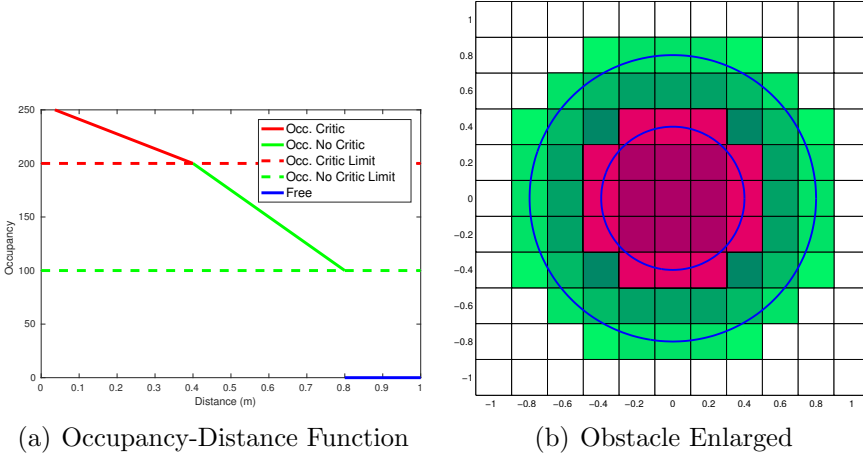 250
200
150
100
50
0
Occupancy
0 0.1 0.2 0.3 0.4 0.5 0.6 0.7 0.8 0.9 1
Distance (m)
Occ. Critic
Occ. No Critic
Occ. Critic Limit
Occ. No Critic Limit
Free
(a) Occupancy-Distance Function
1
0.8
0.6
0.4
0.2
0
−0.2
−0.4
−0.6
−0.8
−1
−1 −0.8 −0.6 −0.4 −0.2 0 0.2 0.4 0.6 0.8 1
(b) Obstacle Enlarged